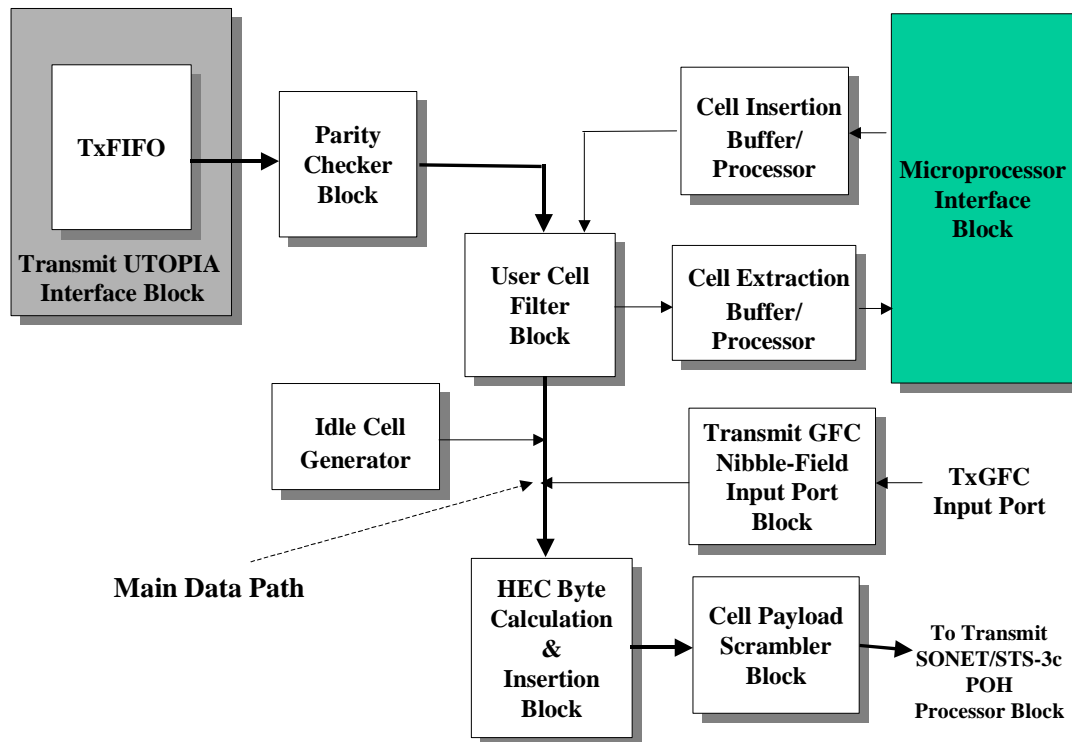 TxFIFO
Transmit UTOPIA
Interface Block
Parity
Checker
Block
Cell Insertion
Buffer/
Processor
Microprocessor
Interface
Block
User Cell
Filter
Block
Cell Extraction
Buffer/
Processor
Idle Cell
Generator
Transmit GFC
Nibble-Field
Input Port
Block
TxGFC
Input Port
Main Data Path
HEC Byte
Calculation
&
Insertion
Block
Cell Payload
Scrambler
Block
To Transmit
SONET/STS-3c
POH
Processor Block